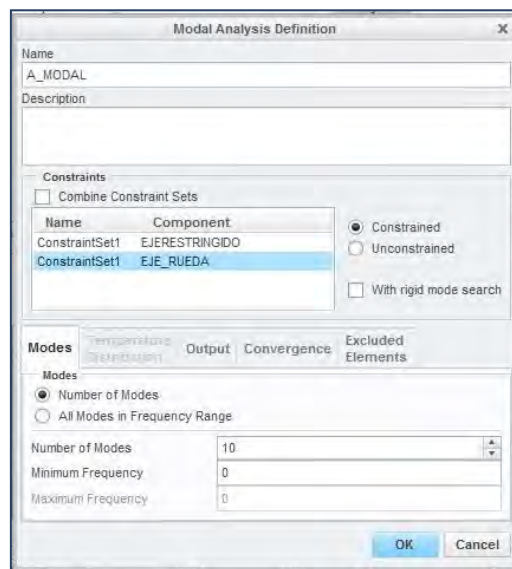 Modal Analysis Definition x
Name
A_MODAL
Description
Constraints
Combine Constraint Sets
Name Component
ConstraintSet1 EJERESTRINGIDO
ConstraintSet1 EJE_RUEDA
Constrained
Unconstrained
With rigid mode search
Modes Temperature Distribution Output Convergence Excluded Elements
Modes
Number of Modes
All Modes in Frequency Range
Number of Modes 10
Minimum Frequency 0
Maximum Frequency 0
OK Cancel